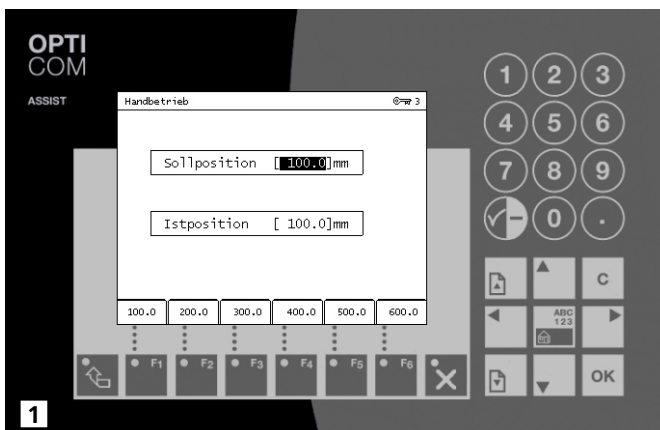 OPTI
COM
ASSIST
Handbetrieb 3
Sollposition [ 100.0]mm
Istposition [ 100.0]mm
100.0 200.0 300.0 400.0 500.0 600.0
F1 F2 F3 F4 F5 F6
1 2 3
4 5 6
7 8 9
- 0 .
C
ABC
123
OK
1